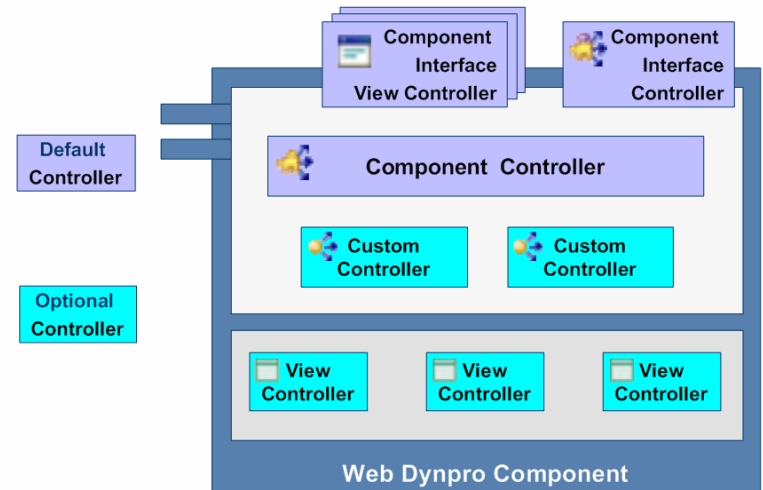 Component
Interface
View Controller
Component
Interface
Controller
Default
Controller
Component Controller
Custom
Controller
Custom
Controller
Optional
Controller
View
Controller
View
Controller
View
Controller
Web Dynpro Component